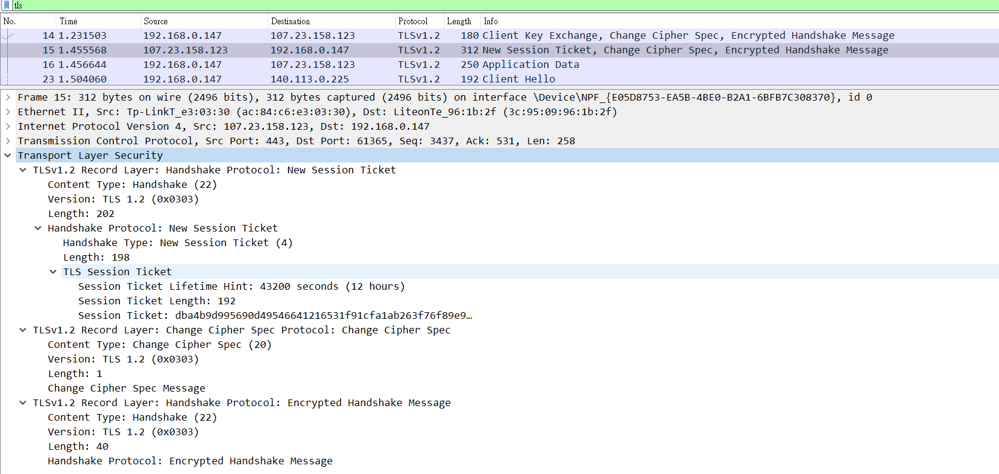 tls
No. Time Source Destination Protocol Length Info
14 1.231503 192.168.0.147 107.23.158.123 TLSv1.2 180 Client Key Exchange, Change Cipher Spec, Encrypted Handshake Message
15 1.455568 107.23.158.123 192.168.0.147 TLSv1.2 312 New Session Ticket, Change Cipher Spec, Encrypted Handshake Message
16 1.456644 192.168.0.147 107.23.158.123 TLSv1.2 250 Application Data
23 1.504060 192.168.0.147 140.113.0.225 TLSv1.2 192 Client Hello
Frame 15: 312 bytes on wire (2496 bits), 312 bytes captured (2496 bits) on interface \Device\NPF_{E05D8753-EA5B-4BE0-B2A1-6BFB7C308370}, id 0
Ethernet II, Src: Tp-LinkT_e3:03:30 (ac:84:c6:e3:03:30), Dst: LiteonTe_96:1b:2f (3c:95:09:96:1b:2f)
Internet Protocol Version 4, Src: 107.23.158.123, Dst: 192.168.0.147
Transmission Control Protocol, Src Port: 443, Dst Port: 61365, Seq: 3437, Ack: 531, Len: 258
Transport Layer Security
TLSv1.2 Record Layer: Handshake Protocol: New Session Ticket
Content Type: Handshake (22)
Version: TLS 1.2 (0x0303)
Length: 202
Handshake Protocol: New Session Ticket
Handshake Type: New Session Ticket (4)
Length: 198
TLS Session Ticket
Session Ticket Lifetime Hint: 43200 seconds (12 hours)
Session Ticket Length: 192
Session Ticket: dba4b9d995690d49546641216531f91cfa1ab263f76f89e9…
TLSv1.2 Record Layer: Change Cipher Spec Protocol: Change Cipher Spec
Content Type: Change Cipher Spec (20)
Version: TLS 1.2 (0x0303)
Length: 1
Change Cipher Spec Message
TLSv1.2 Record Layer: Handshake Protocol: Encrypted Handshake Message
Content Type: Handshake (22)
Version: TLS 1.2 (0x0303)
Length: 40
Handshake Protocol: Encrypted Handshake Message